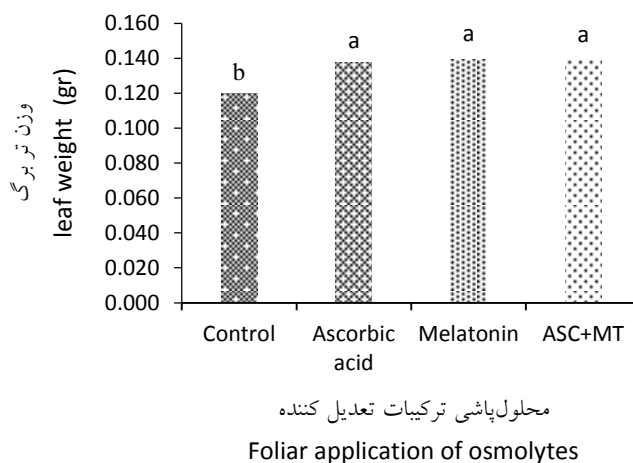 0.160
0.140
0.120
0.100
0.080
0.060
0.040
0.020
0.000
وزن تر برگ
leaf weight (gr)
b
a
a
a
Control
Ascorbic
acid
Melatonin
ASC+MT
محلول‌پاشی ترکیبات تعدیل کننده
Foliar application of osmolytes